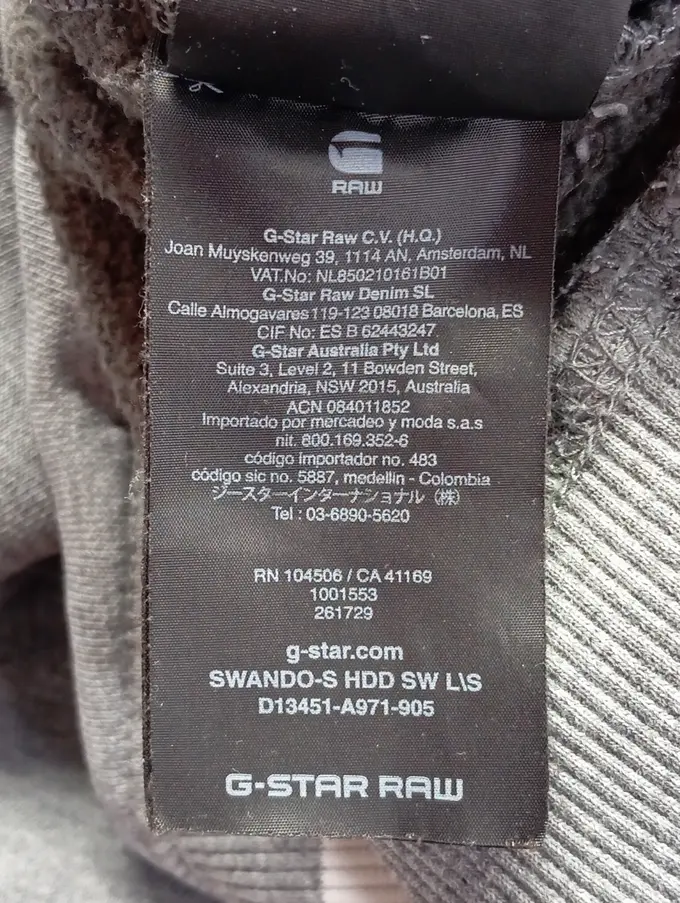 G
RAW
G-Star Raw C.V. (H.Q.)
Joan Muyskenweg 39, 1114 AN, Amsterdam, NL
VAT.No: NL850210161B01
G-Star Raw Denim SL
Calle Almogavares 119-123 08018 Barcelona, ES
CIF No: ES B 62443247
G-Star Australia Pty Ltd
Suite 3, Level 2, 11 Bowden Street,
Alexandria, NSW 2015, Australia
ACN 084011852
Importado por mercadeo y moda s.a.s
nit. 800.169.352-6
código importador no. 483
código sic no. 5887, medellin - Colombia
ジースターインターナショナル (株)
Tel : 03-6890-5620
RN 104506 / CA 41169
1001553
261729
g-star.com
SWANDO-S HDD SW L\S
D13451-A971-905
G-STAR RAW